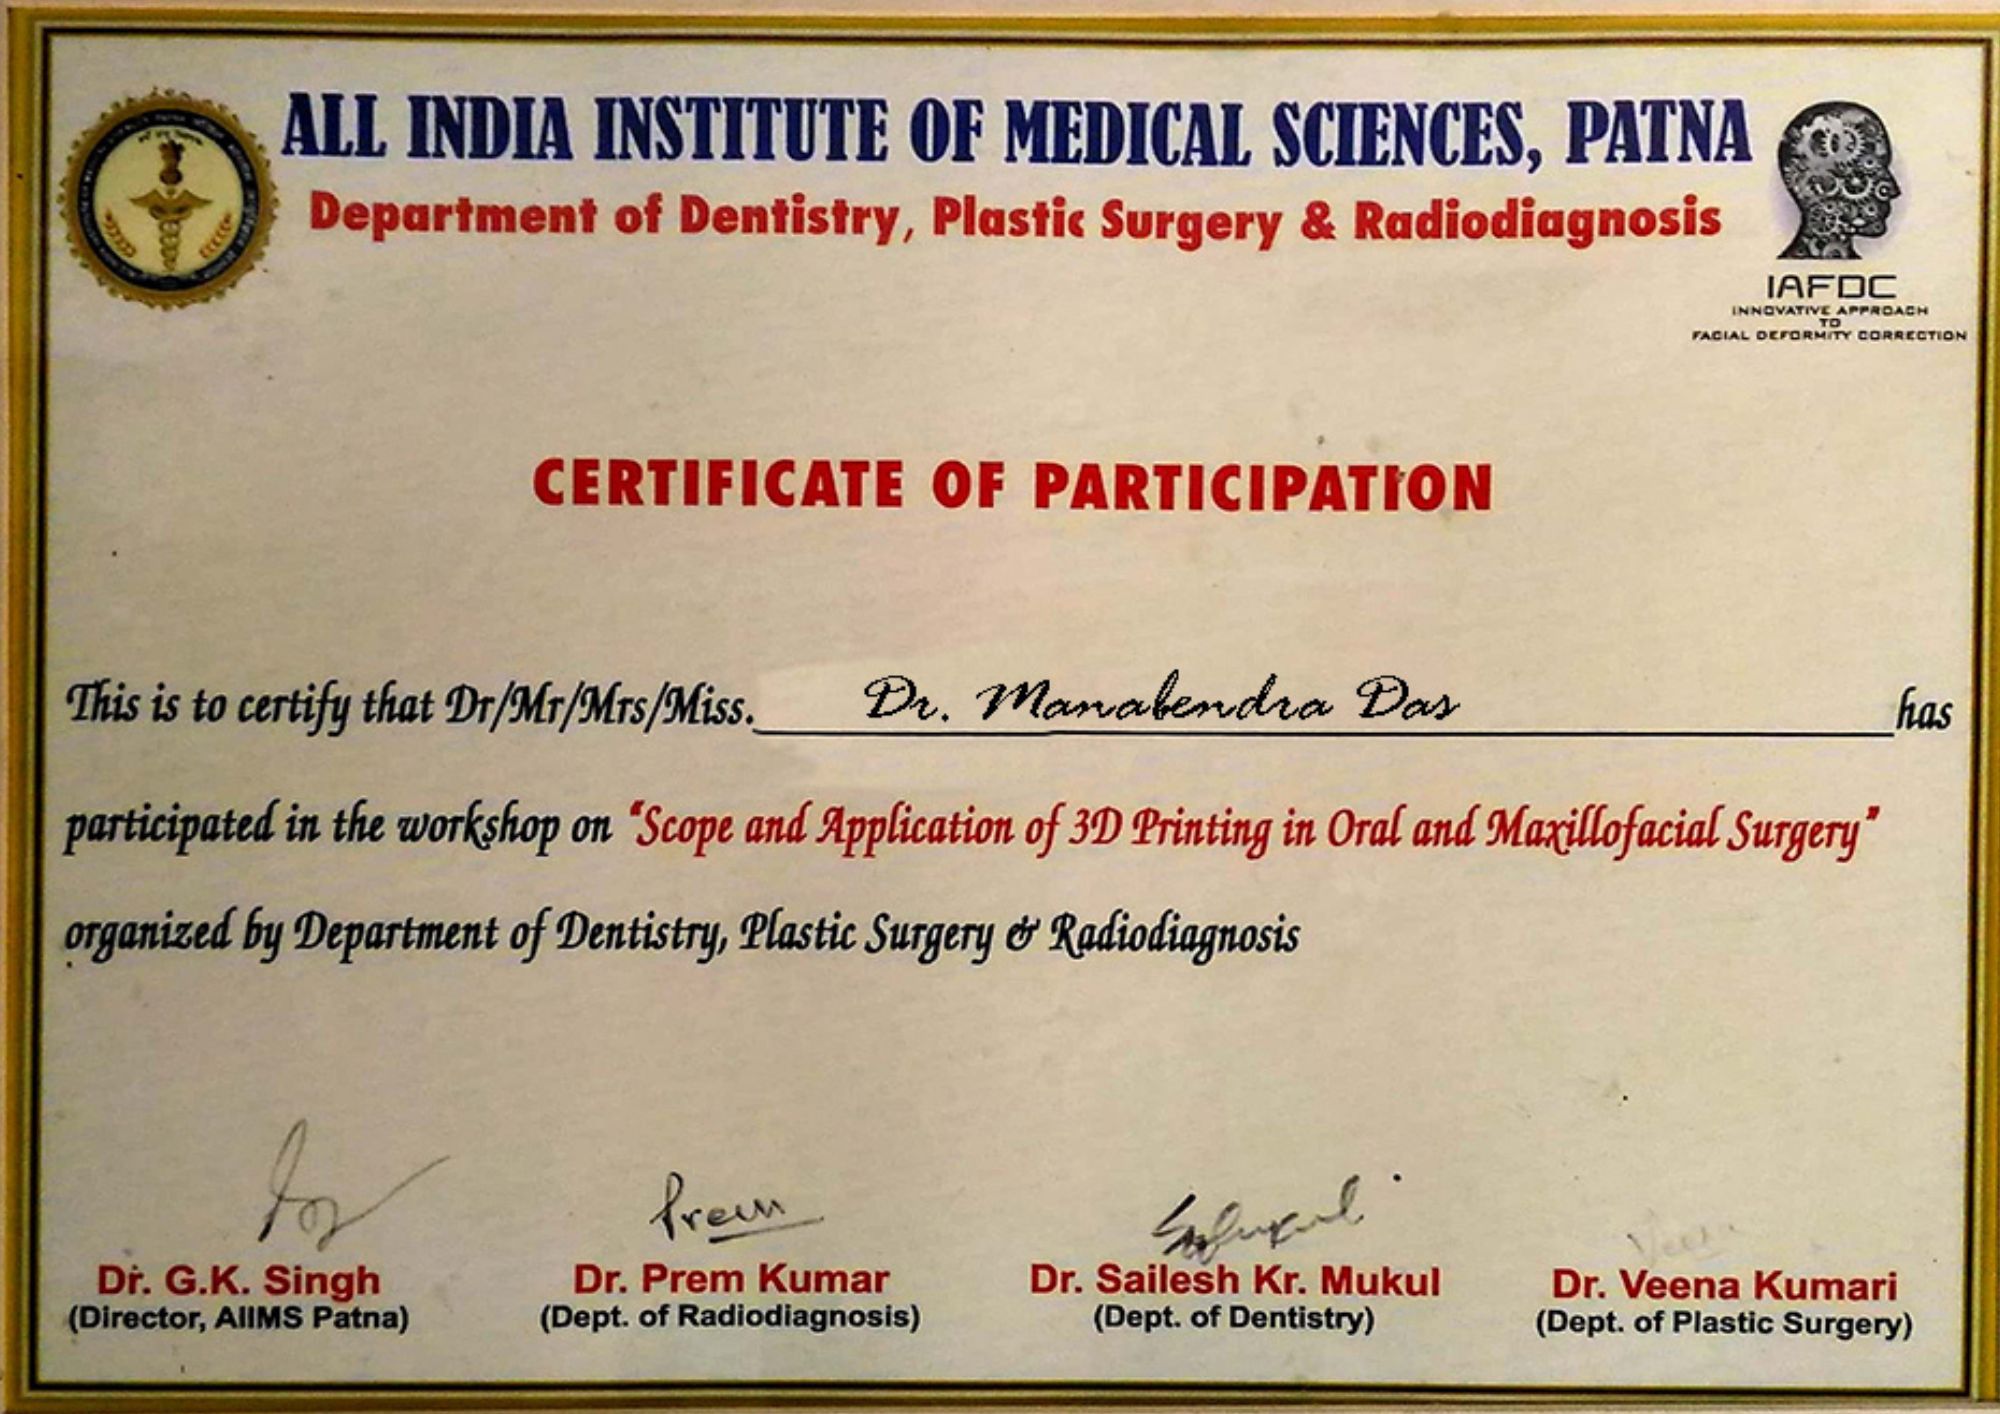 ALL INDIA INSTITUTE OF MEDICAL SCIENCES, PATNA
Department of Dentistry, Plastic Surgery & Radiodiagnosis
IAFDC
INNOVATIVE APPROACH
TO
FACIAL DEFORMITY CORRECTION
CERTIFICATE OF PARTICIPATION
This is to certify that Dr/Mr/Mrs/Miss. Dr. Manabendra Das has
participated in the workshop on "Scope and Application of 3D Printing in Oral and Maxillofacial Surgery"
organized by Department of Dentistry, Plastic Surgery & Radiodiagnosis
Prem
Veena
Dr. G.K. Singh
(Director, AIIMS Patna)
Dr. Prem Kumar
(Dept. of Radiodiagnosis)
Dr. Sailesh Kr. Mukul
(Dept. of Dentistry)
Dr. Veena Kumari
(Dept. of Plastic Surgery)